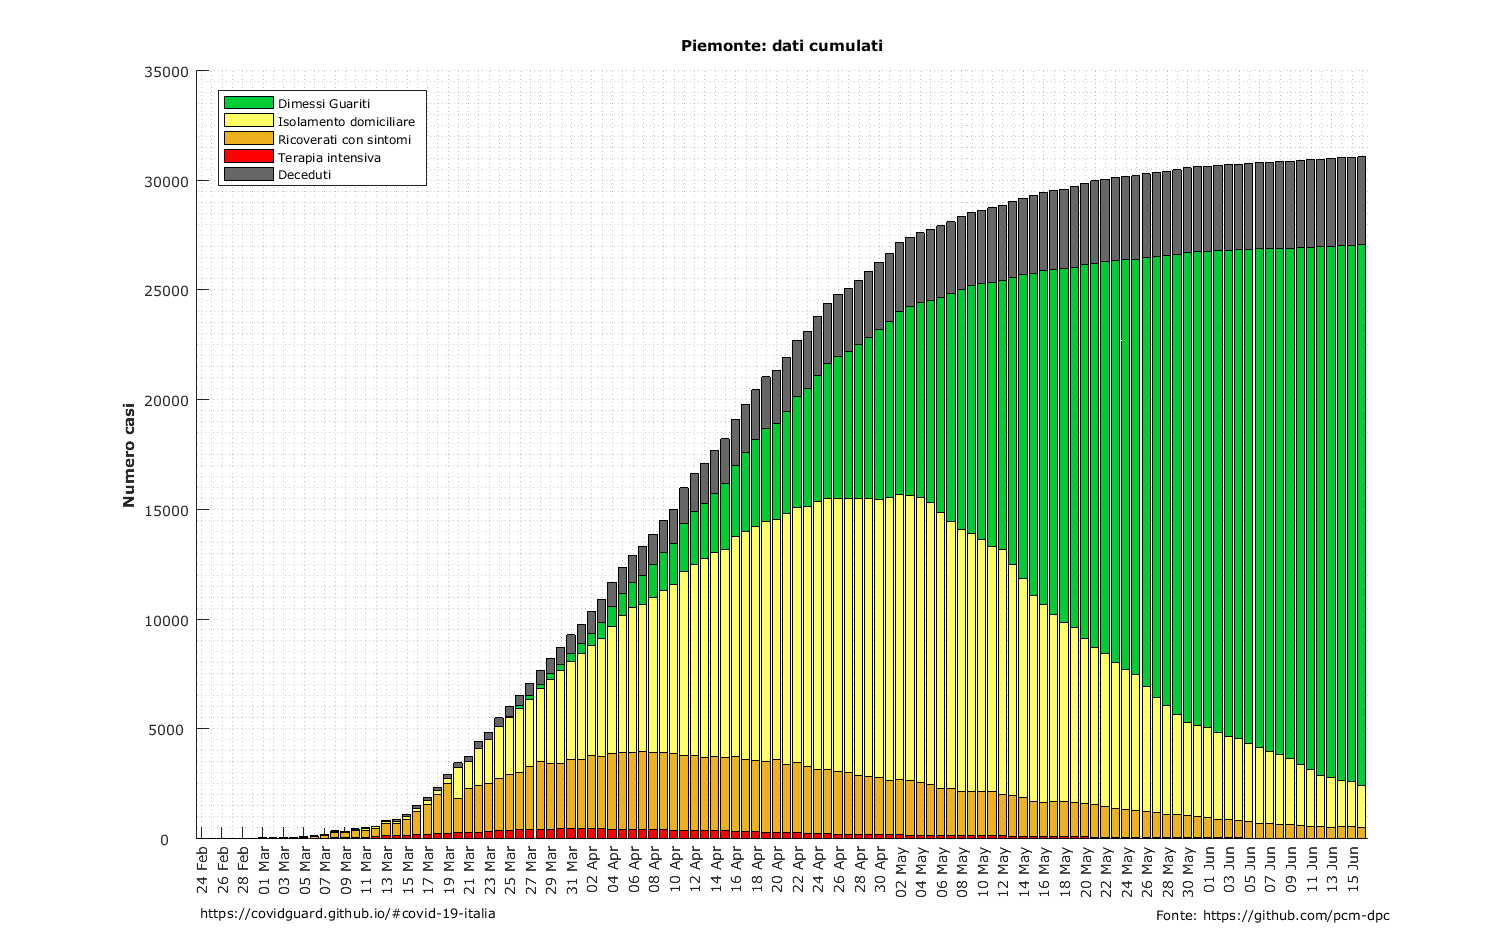 Piemonte: dati cumulati
35000
30000
25000
20000
15000
10000
5000
0
Numero casi
Dimessi Guariti
Isolamento domiciliare
Ricoverati con sintomi
Terapia intensiva
Deceduti
24 Feb
26 Feb
28 Feb
01 Mar
03 Mar
05 Mar
07 Mar
09 Mar
11 Mar
13 Mar
15 Mar
17 Mar
19 Mar
21 Mar
23 Mar
25 Mar
27 Mar
29 Mar
31 Mar
02 Apr
04 Apr
06 Apr
08 Apr
10 Apr
12 Apr
14 Apr
16 Apr
18 Apr
20 Apr
22 Apr
24 Apr
26 Apr
28 Apr
30 Apr
02 May
04 May
06 May
08 May
10 May
12 May
14 May
16 May
18 May
20 May
22 May
24 May
26 May
28 May
30 May
01 Jun
03 Jun
05 Jun
07 Jun
09 Jun
11 Jun
13 Jun
15 Jun
https://covidguard.github.io/#covid-19-italia
Fonte: https://github.com/pcm-dpc